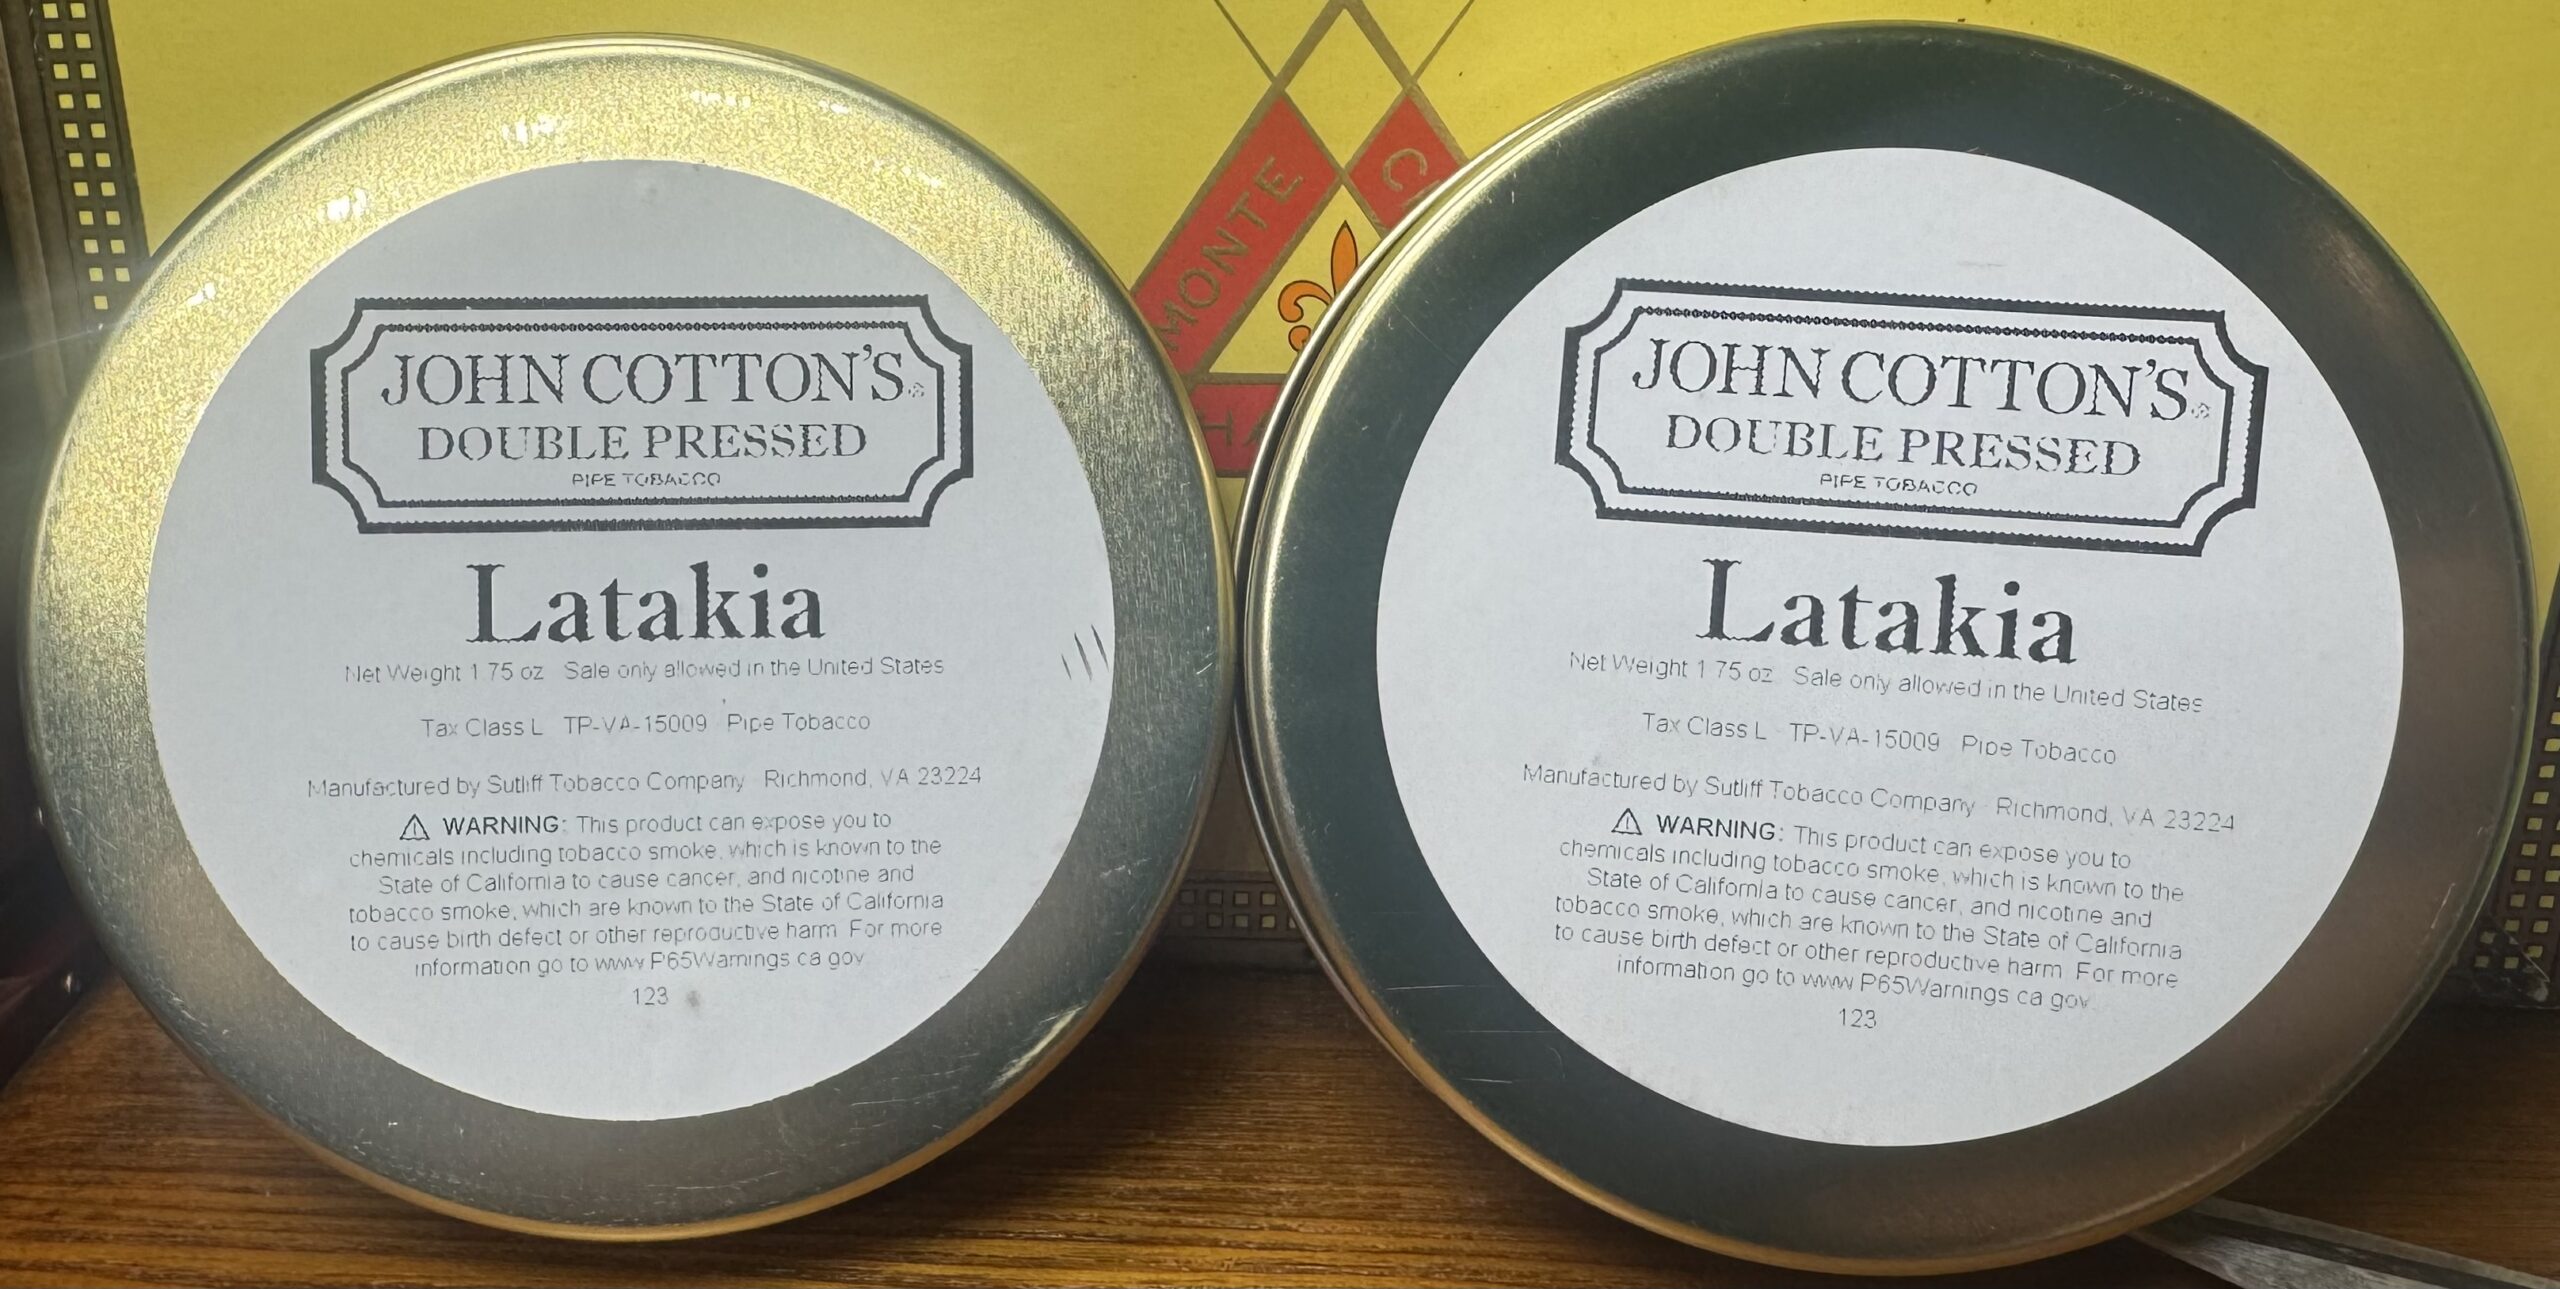 MONTE
JOHN COTTON'S
DOUBLE PRESSED
PIPE TOBACCO
Latakia
Net Weight 1.75 oz Sale only allowed in the United States
Tax Class L TP-VA-15009 Pipe Tobacco
Manufactured by Sutliff Tobacco Company Richmond, VA 23224
⚠ WARNING: This product can expose you to
chemicals including tobacco smoke, which is known to the
State of California to cause cancer, and nicotine and
tobacco smoke, which are known to the State of California
to cause birth defect or other reproductive harm. For more
information go to www.P65Warnings.ca.gov
123
JOHN COTTON'S
DOUBLE PRESSED
PIPE TOBACCO
Latakia
Net Weight 1.75 oz Sale only allowed in the United States
Tax Class L TP-VA-15009 Pipe Tobacco
Manufactured by Sutliff Tobacco Company Richmond, VA 23224
⚠ WARNING: This product can expose you to
chemicals including tobacco smoke, which is known to the
State of California to cause cancer, and nicotine and
tobacco smoke, which are known to the State of California
to cause birth defect or other reproductive harm. For more
information go to www.P65Warnings.ca.gov
123